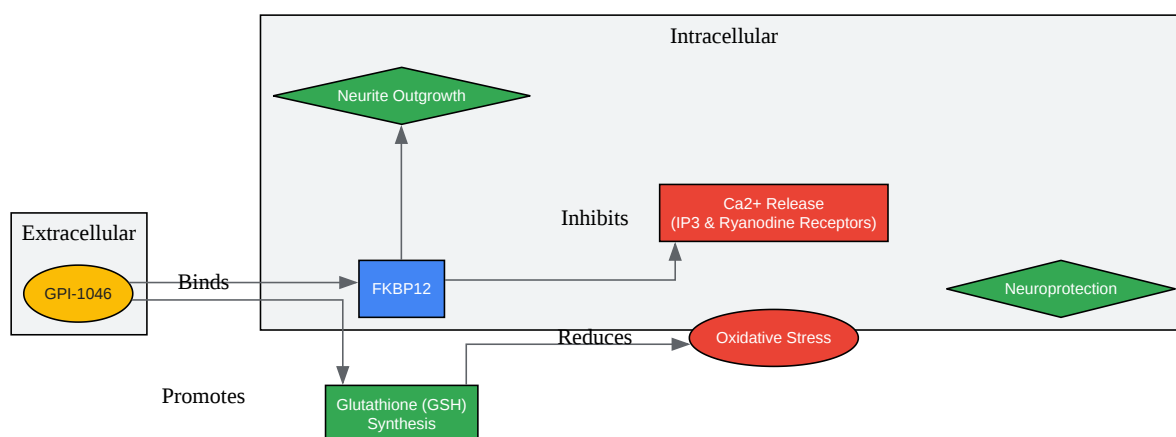 Intracellular
Neurite Outgrowth
Ca2+ Release
(IP3 & Ryanodine Receptors)
Inhibits
Extracellular
GPI-1046
Binds
FKBP12
Neuroprotection
Reduces
Oxidative Stress
Promotes
Glutathione (GSH)
Synthesis